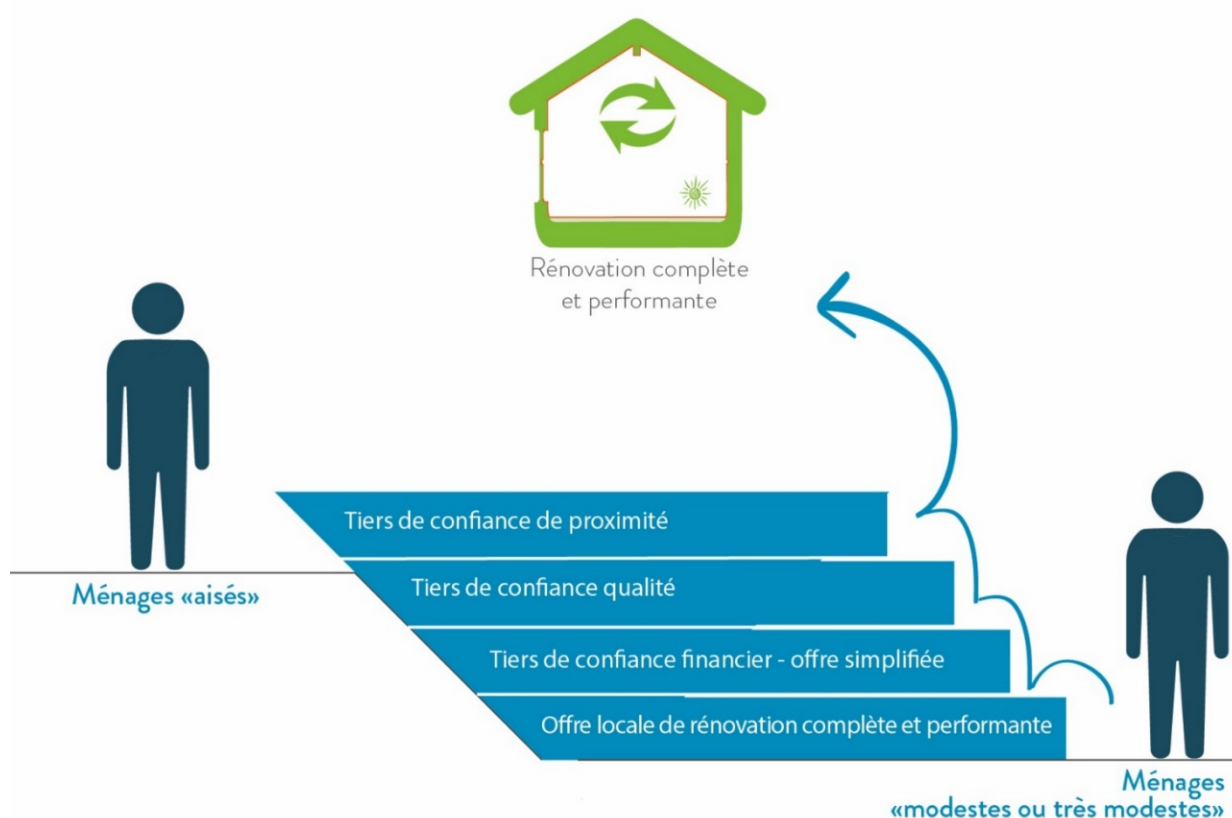 Rénovation complète
et performante
Tiers de confiance de proximité
Ménages «aisés»
Tiers de confiance qualité
Tiers de confiance financier - offre simplifiée
Offre locale de rénovation complète et performante
Ménages
«modestes ou très modestes»